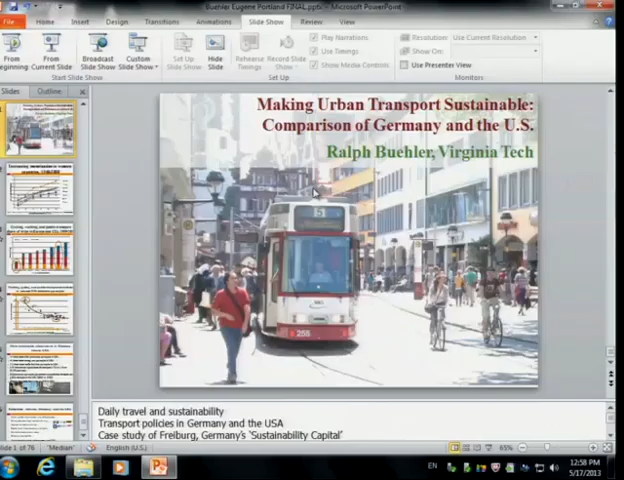 Buehler Eugene Portland FINAL.pptx - Microsoft PowerPoint
File Home Insert Design Transitions Animations Slide Show Review View
From Beginning
From Current Slide
Broadcast Slide Show
Custom Slide Show
Set Up Slide Show
Hide Slide
Rehearse Timings
Record Slide Show
Play Narrations
Use Timings
Show Media Controls
Resolution: Use Current Resolution
Show On:
Use Presenter View
Start Slide Show
Set Up
Monitors
Slides Outline
Making Urban Transport Sustainable:
Comparison of Germany and the U.S.
Ralph Buehler, Virginia Tech
5
255
Daily travel and sustainability
Transport policies in Germany and the USA
Case study of Freiburg, Germany's 'Sustainability Capital'
Slide 1 of 76 "Median" English (U.S.) 65%
EN
12:58 PM
5/17/2013